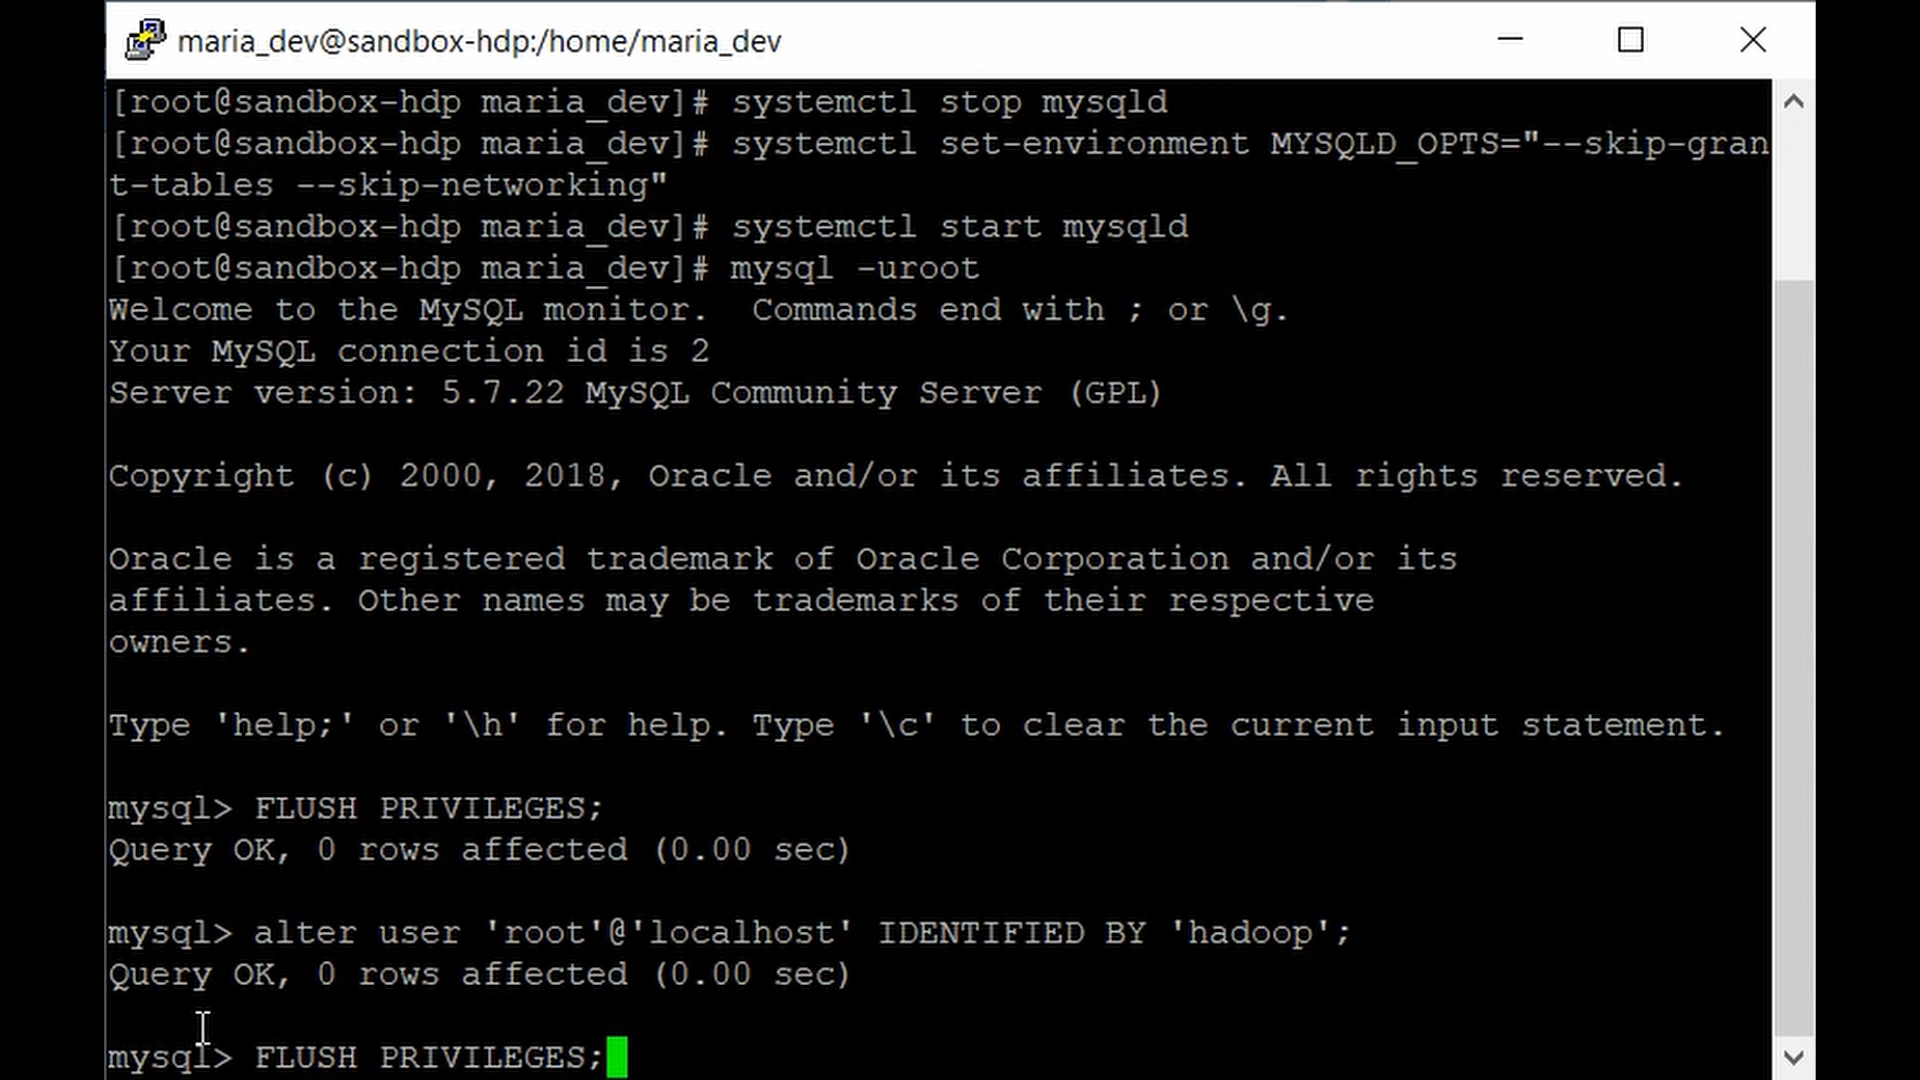 maria_dev@sandbox-hdp:/home/maria_dev
[root@sandbox-hdp maria_dev]# systemctl stop mysqld
[root@sandbox-hdp maria_dev]# systemctl set-environment MYSQLD_OPTS="--skip-gran
t-tables --skip-networking"
[root@sandbox-hdp maria_dev]# systemctl start mysqld
[root@sandbox-hdp maria_dev]# mysql -uroot
Welcome to the MySQL monitor.  Commands end with ; or \g.
Your MySQL connection id is 2
Server version: 5.7.22 MySQL Community Server (GPL)
Copyright (c) 2000, 2018, Oracle and/or its affiliates. All rights reserved.
Oracle is a registered trademark of Oracle Corporation and/or its
affiliates. Other names may be trademarks of their respective
owners.
Type 'help;' or '\h' for help. Type '\c' to clear the current input statement.
mysql> FLUSH PRIVILEGES;
Query OK, 0 rows affected (0.00 sec)
mysql> alter user 'root'@'localhost' IDENTIFIED BY 'hadoop';
Query OK, 0 rows affected (0.00 sec)
mysql> FLUSH PRIVILEGES;